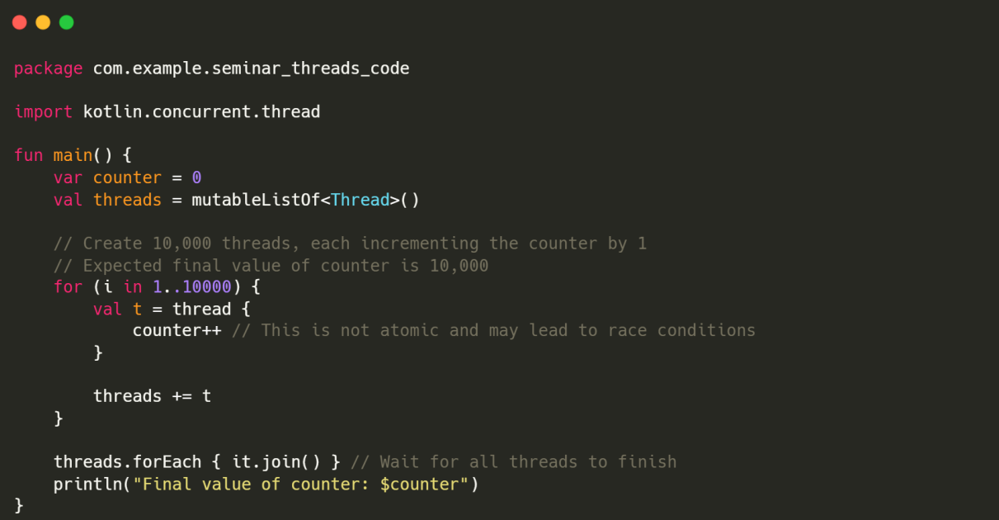 package com.example.seminar_threads_code
import kotlin.concurrent.thread
fun main() {
    var counter = 0
    val threads = mutableListOf<Thread>()
    // Create 10,000 threads, each incrementing the counter by 1
    // Expected final value of counter is 10,000
    for (i in 1..10000) {
        val t = thread {
            counter++ // This is not atomic and may lead to race conditions
        }
        threads += t
    }
    threads.forEach { it.join() } // Wait for all threads to finish
    println("Final value of counter: $counter")
}